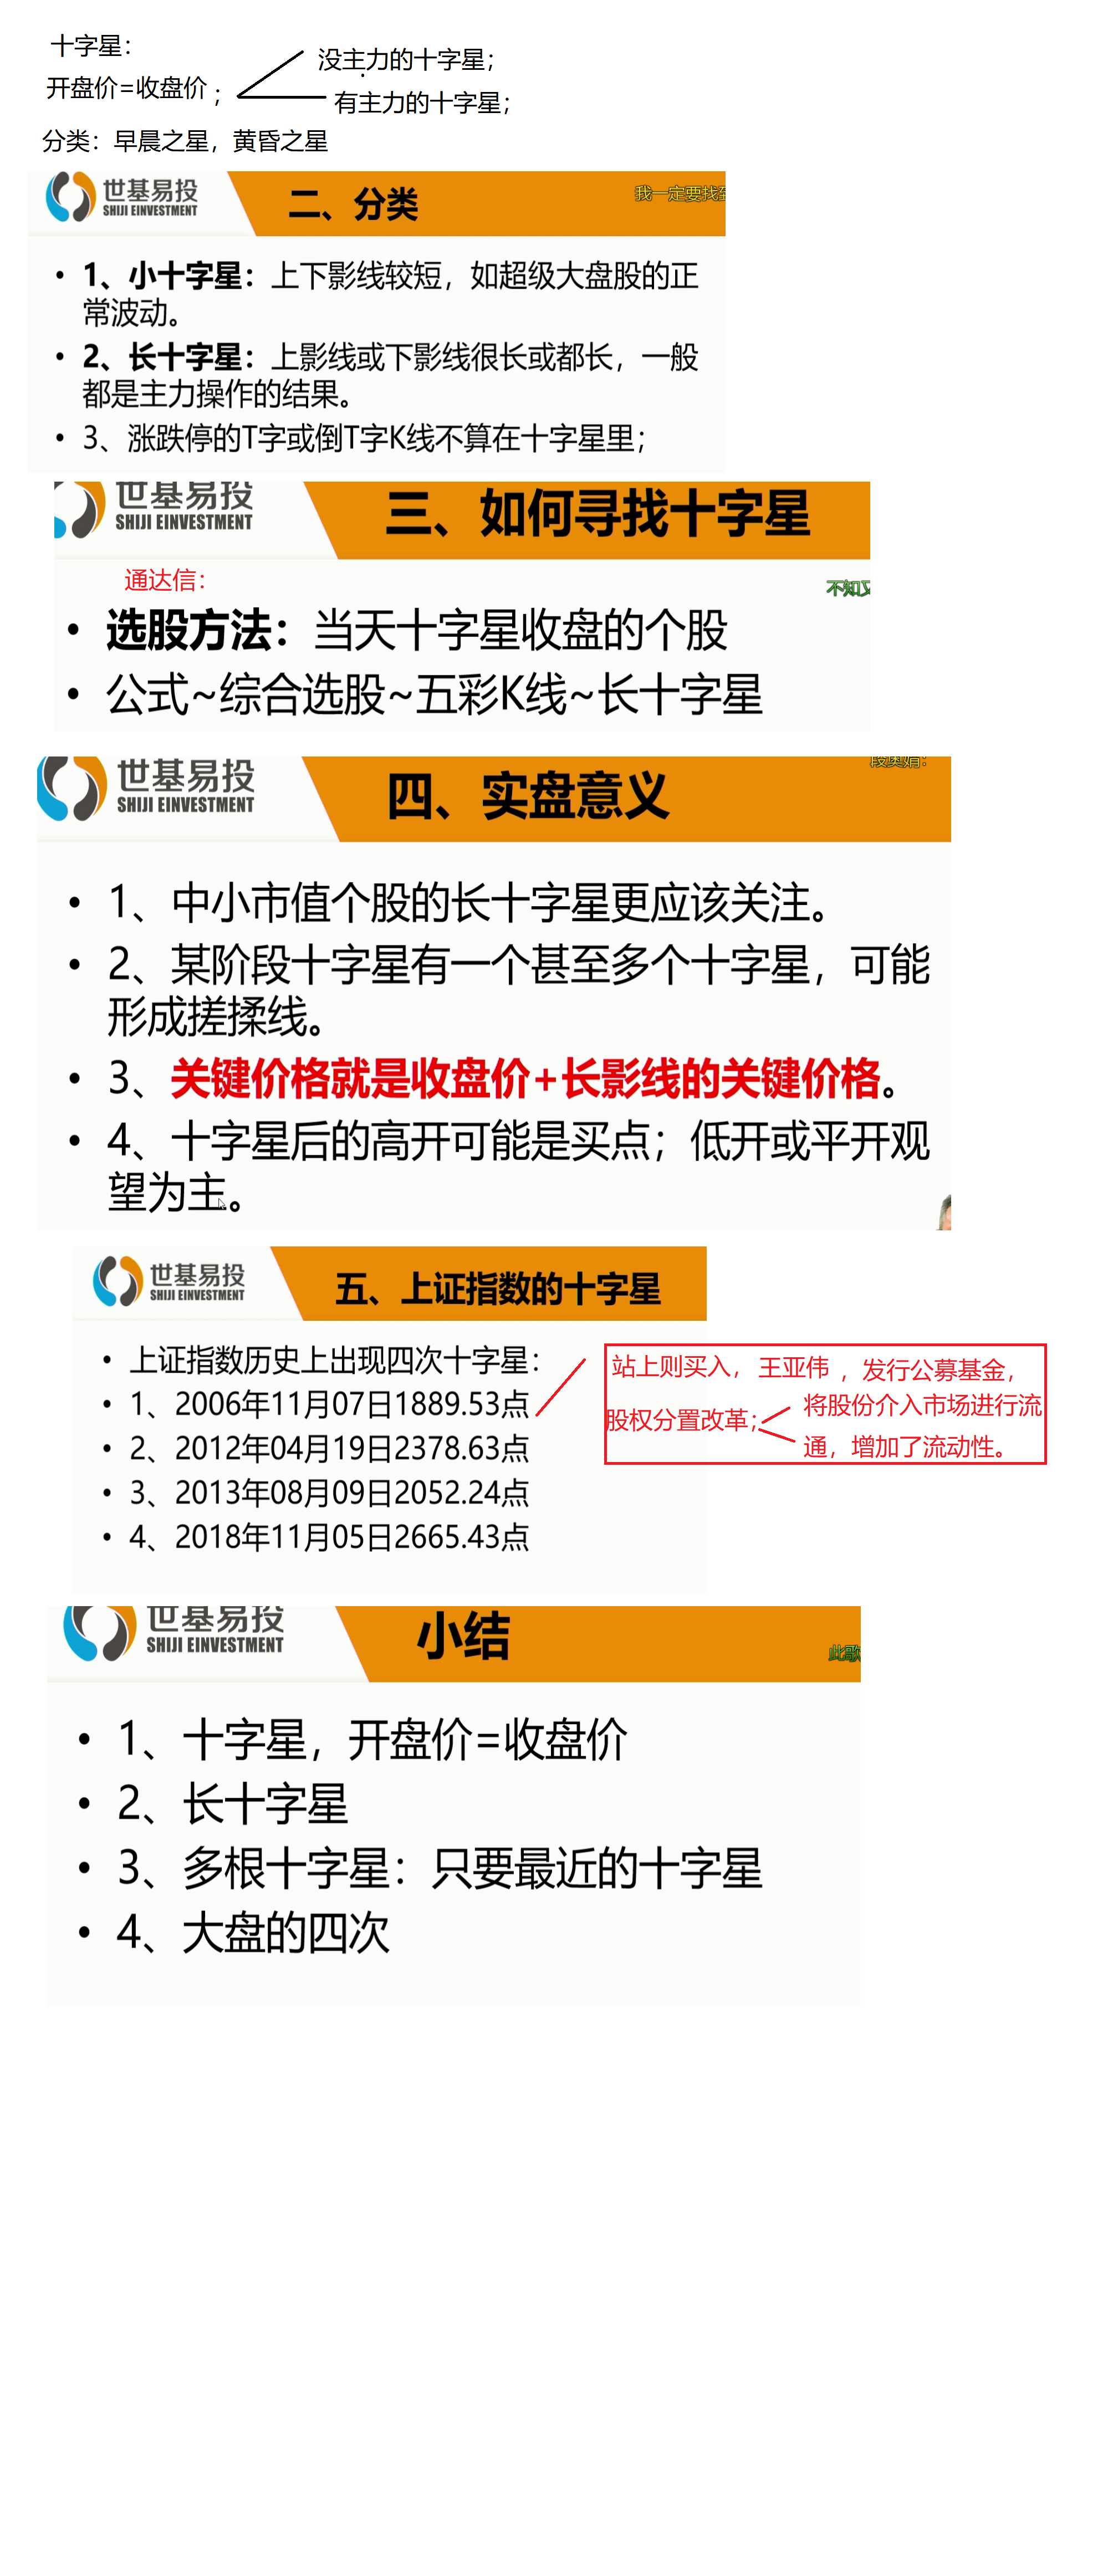 十字星：
没主力的十字星；
开盘价=收盘价；
有主力的十字星；
分类：早晨之星，黄昏之星
世基易投
SHIJI EINVESTMENT
二、分类
我一定要找到
• 1、小十字星：上下影线较短，如超级大盘股的正
常波动。
• 2、长十字星：上影线或下影线很长或都长，一般
都是主力操作的结果。
• 3、涨跌停的T字或倒T字K线不算在十字星里；
世基易投
SHIJI EINVESTMENT
三、如何寻找十字星
通达信：
不知又
• 选股方法：当天十字星收盘的个股
• 公式~综合选股~五彩K线~长十字星
世基易投
SHIJI EINVESTMENT
四、实盘意义
• 1、中小市值个股的长十字星更应该关注。
• 2、某阶段十字星有一个甚至多个十字星，可能
形成搓揉线。
• 3、关键价格就是收盘价+长影线的关键价格。
• 4、十字星后的高开可能是买点；低开或平开观
望为主。
世基易投
SHIJI EINVESTMENT
五、上证指数的十字星
• 上证指数历史上出现四次十字星：
• 1、2006年11月07日1889.53点
• 2、2012年04月19日2378.63点
• 3、2013年08月09日2052.24点
• 4、2018年11月05日2665.43点
站上则买入，王亚伟，发行公募基金，
股权分置改革；
将股份介入市场进行流
通，增加了流动性。
世基易投
SHIJI EINVESTMENT
小结
此歌
• 1、十字星，开盘价=收盘价
• 2、长十字星
• 3、多根十字星：只要最近的十字星
• 4、大盘的四次